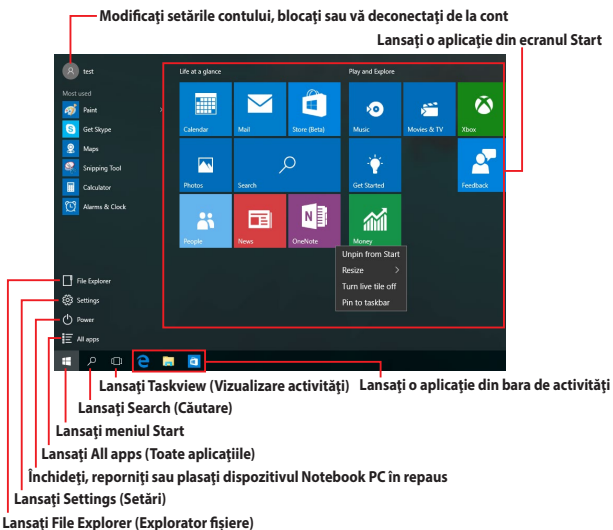 Modificați setările contului, blocați sau vă deconectați de la cont
Lansați o aplicație din ecranul Start
test
Life at a glance
Play and Explore
Most used
Paint
Get Skype
Maps
Snipping Tool
Calculator
Alarms & Clock
Calendar
Mail
Store (Beta)
Music
Movies & TV
Xbox
Photos
Search
Get Started
Feedback
People
News
OneNote
Money
Unpin from Start
Resize
Turn live tile off
Pin to taskbar
File Explorer
Settings
Power
All apps
Lansați Taskview (Vizualizare activități)
Lansați o aplicație din bara de activități
Lansați Search (Căutare)
Lansați meniul Start
Lansați All apps (Toate aplicațiile)
Închideți, reporniți sau plasați dispozitivul Notebook PC în repaus
Lansați Settings (Setări)
Lansați File Explorer (Explorator fișiere)